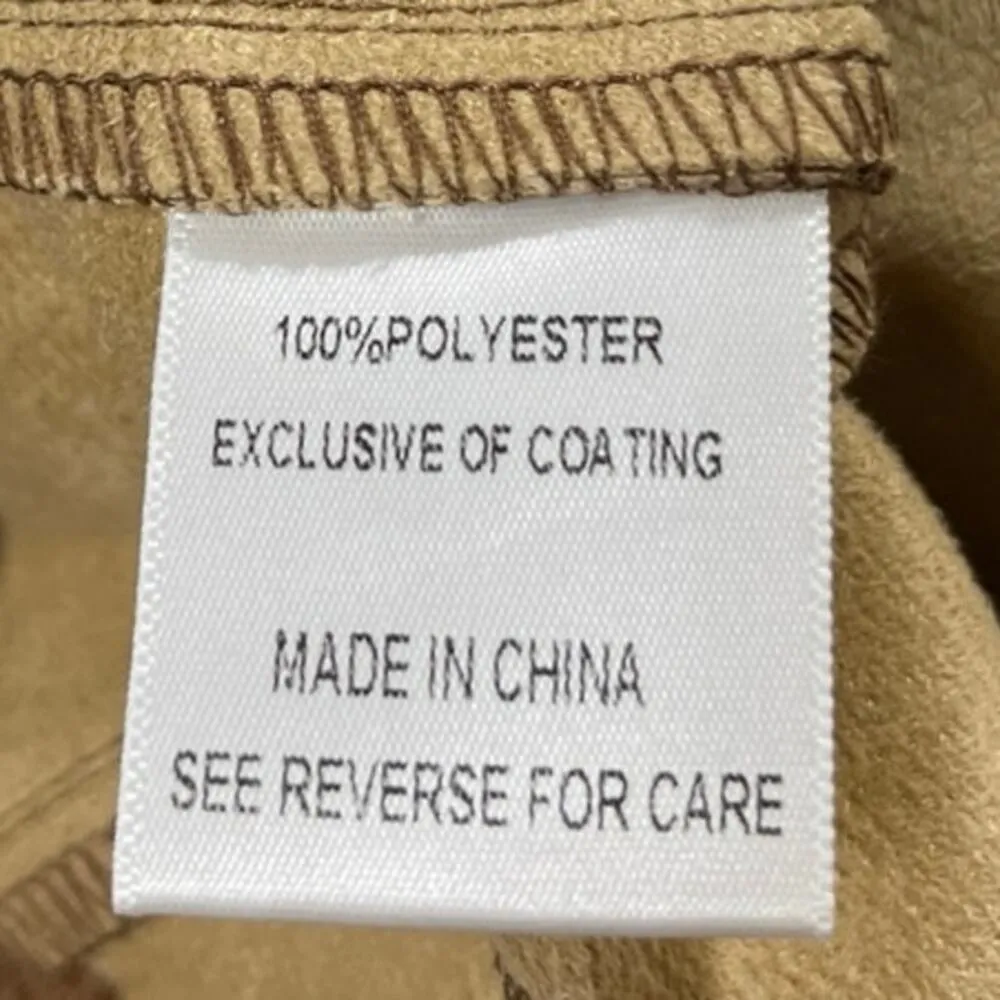 100%POLYESTER
EXCLUSIVE OF COATING
MADE IN CHINA
SEE REVERSE FOR CARE